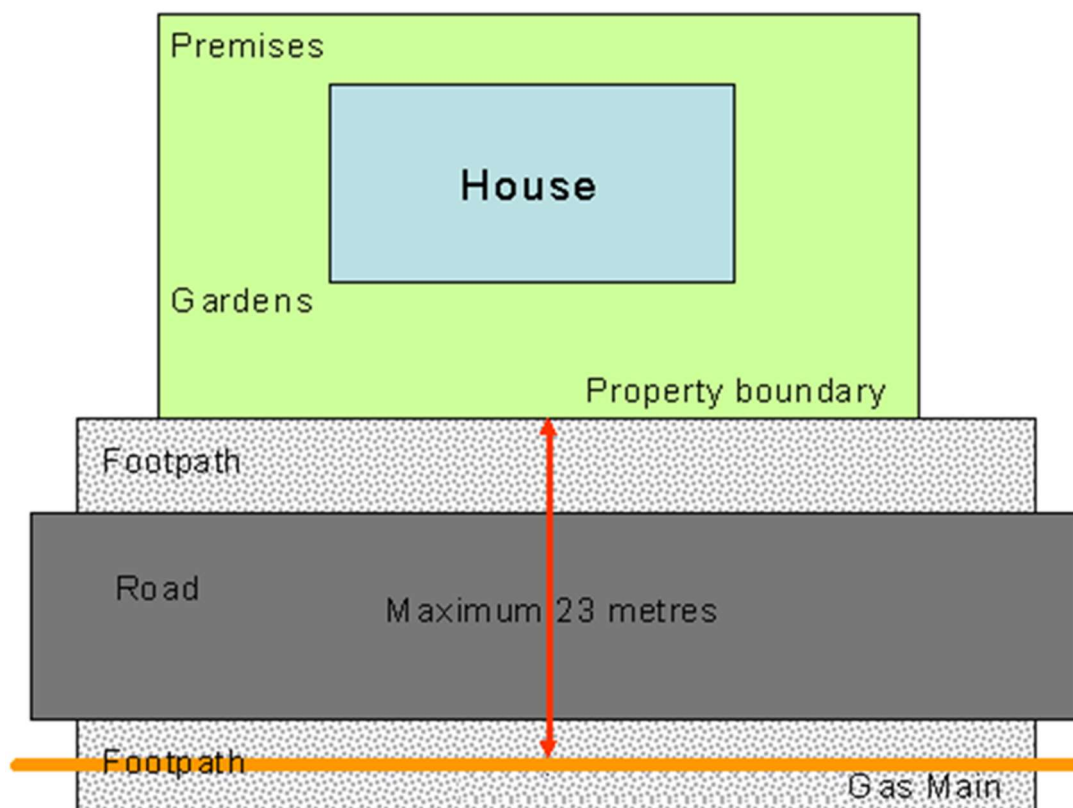 Premises
House
Gardens
Property boundary
Footpath
Road
Maximum 23 metres
Footpath
Gas Main